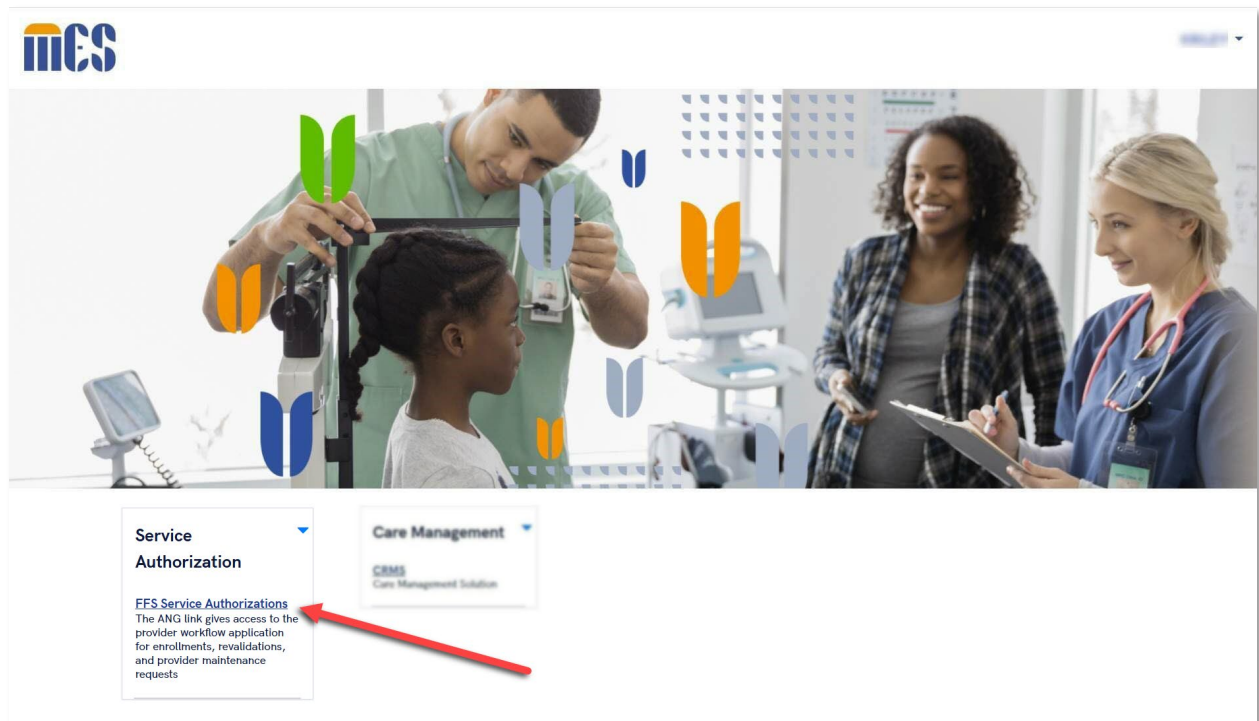 mES
Service
Authorization
FFS Service Authorizations
The ANG link gives access to the
provider workflow application
for enrollments, revalidations,
and provider maintenance
requests
Care Management
CRMS
Care Management Solution